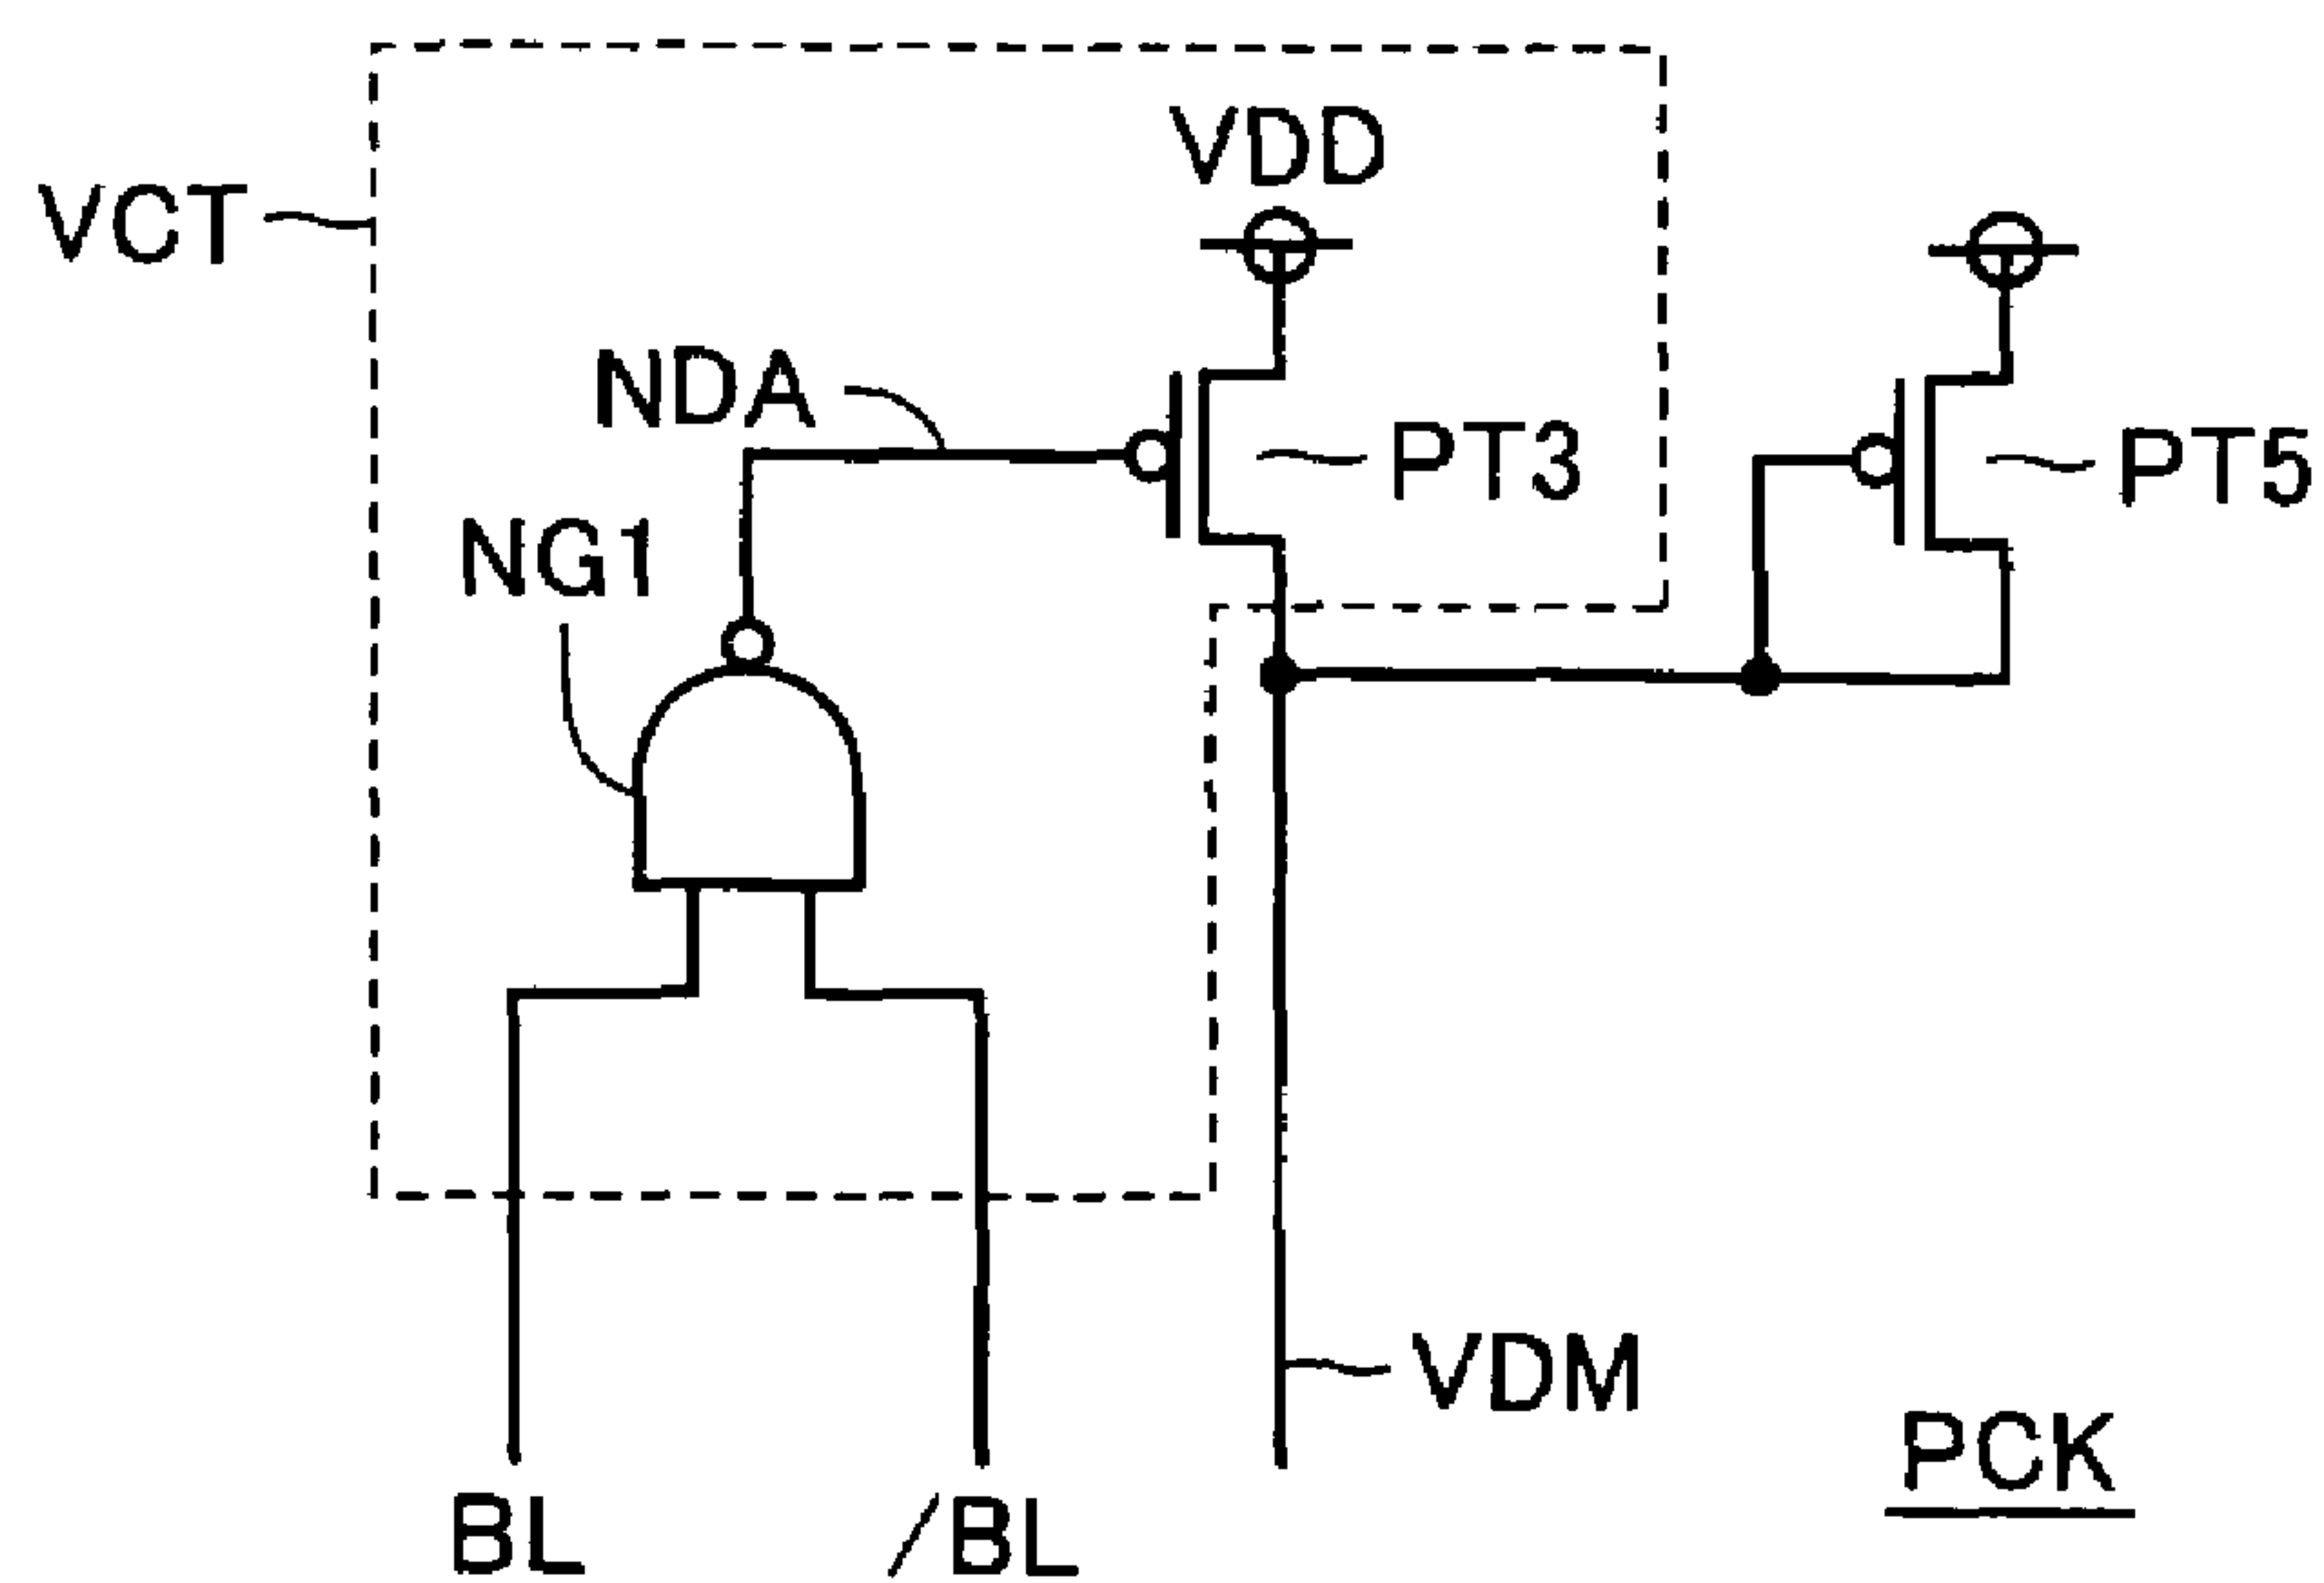 VDD
VCT
NDA
PT3
PT5
NG1
VDM
PCK
BL
/BL